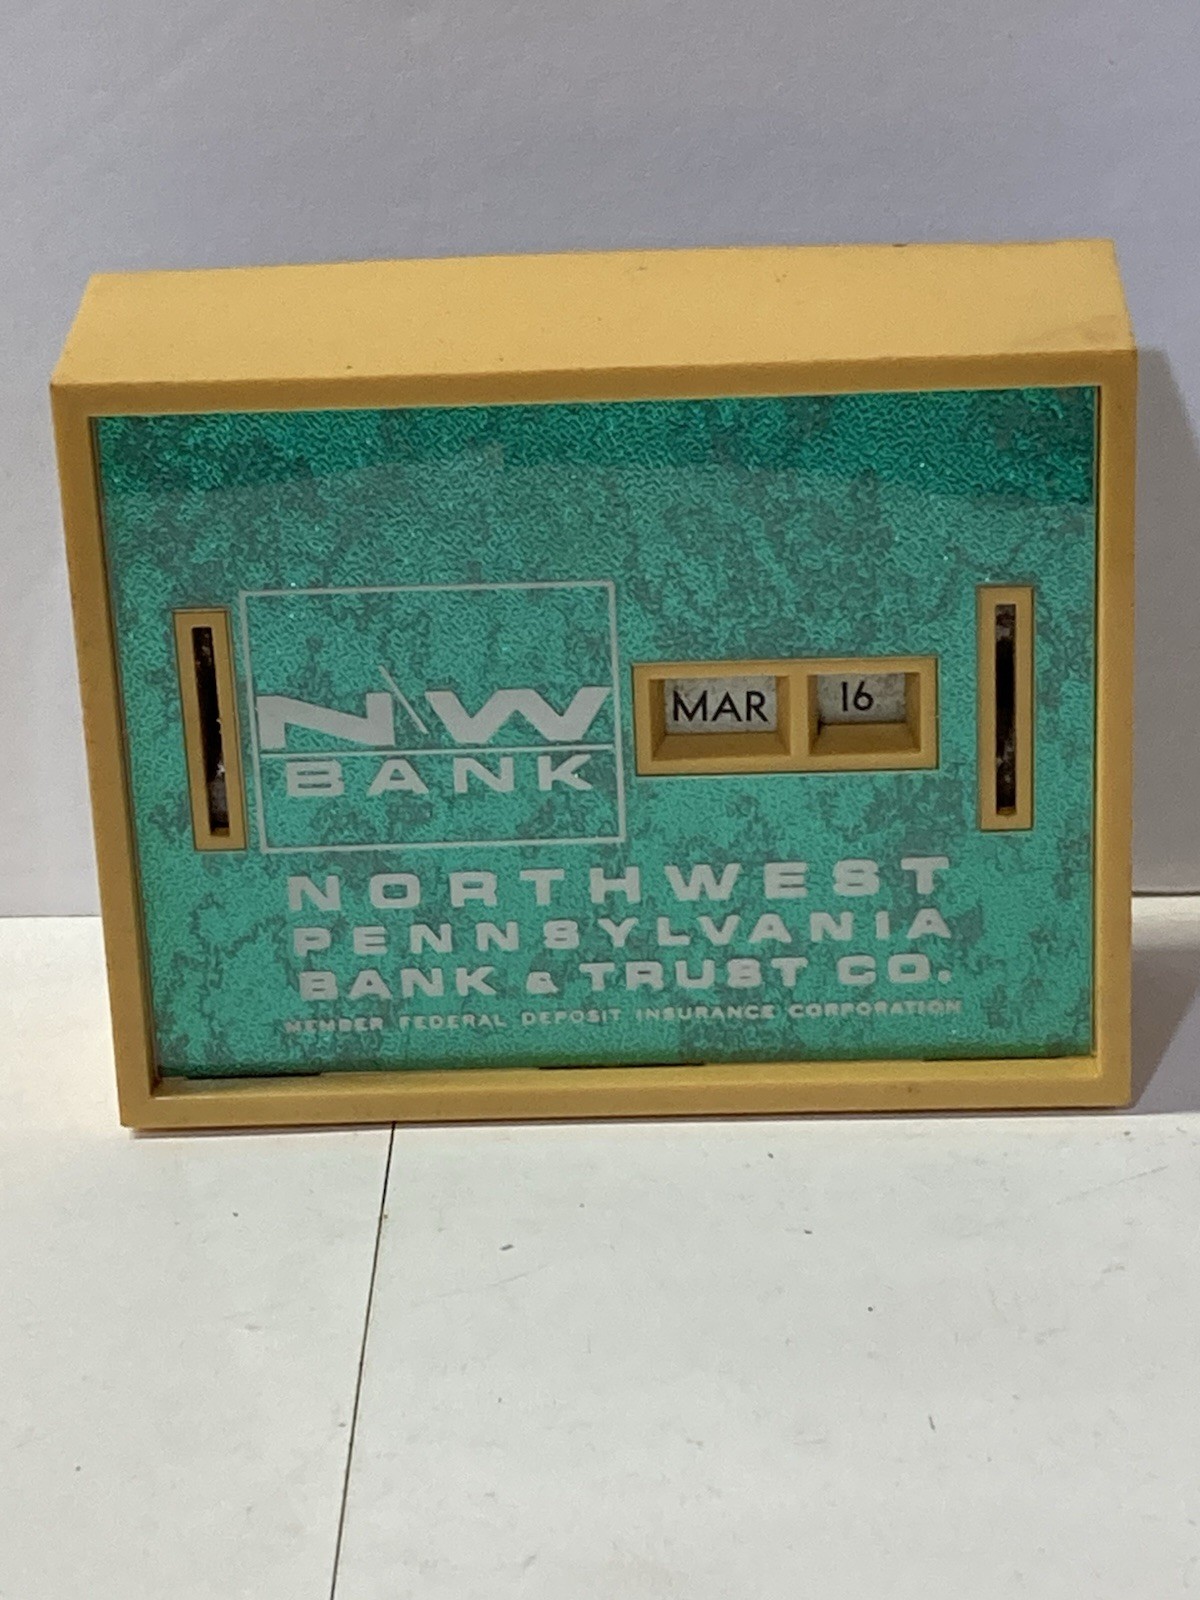 N\W
BANK
MAR 16
NORTHWEST
PENNSYLVANIA
BANK & TRUST CO.
MEMBER FEDERAL DEPOSIT INSURANCE CORPORATION